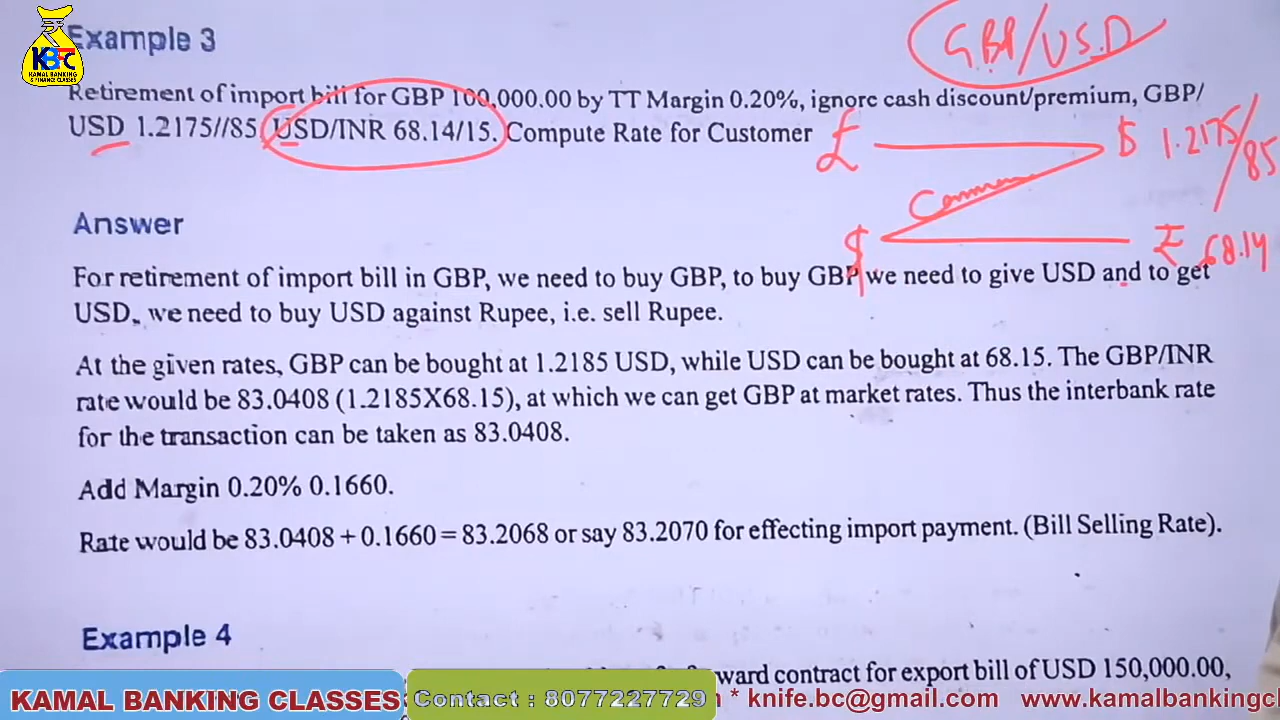 Example 3
GBP/USD
KBFC
KAMAL BANKING
& FINANCE CLASSES
Retirement of import bill for GBP 100,000.00 by TT Margin 0.20%, ignore cash discount/premium, GBP/
USD 1.2175//85 USD/INR 68.14/15. Compute Rate for Customer
£ $ 1.2175/85
Common
$ ₹ 68.14
Answer
For retirement of import bill in GBP, we need to buy GBP, to buy GBP we need to give USD and to get
USD, we need to buy USD against Rupee, i.e. sell Rupee.
At the given rates, GBP can be bought at 1.2185 USD, while USD can be bought at 68.15. The GBP/INR
rate would be 83.0408 (1.2185X68.15), at which we can get GBP at market rates. Thus the interbank rate
for the transaction can be taken as 83.0408.
Add Margin 0.20% 0.1660.
Rate would be 83.0408 + 0.1660 = 83.2068 or say 83.2070 for effecting import payment. (Bill Selling Rate).
Example 4
ward contract for export bill of USD 150,000.00,
KAMAL BANKING CLASSES Contact : 8077227729 * knife.bc@gmail.com www.kamalbankingc